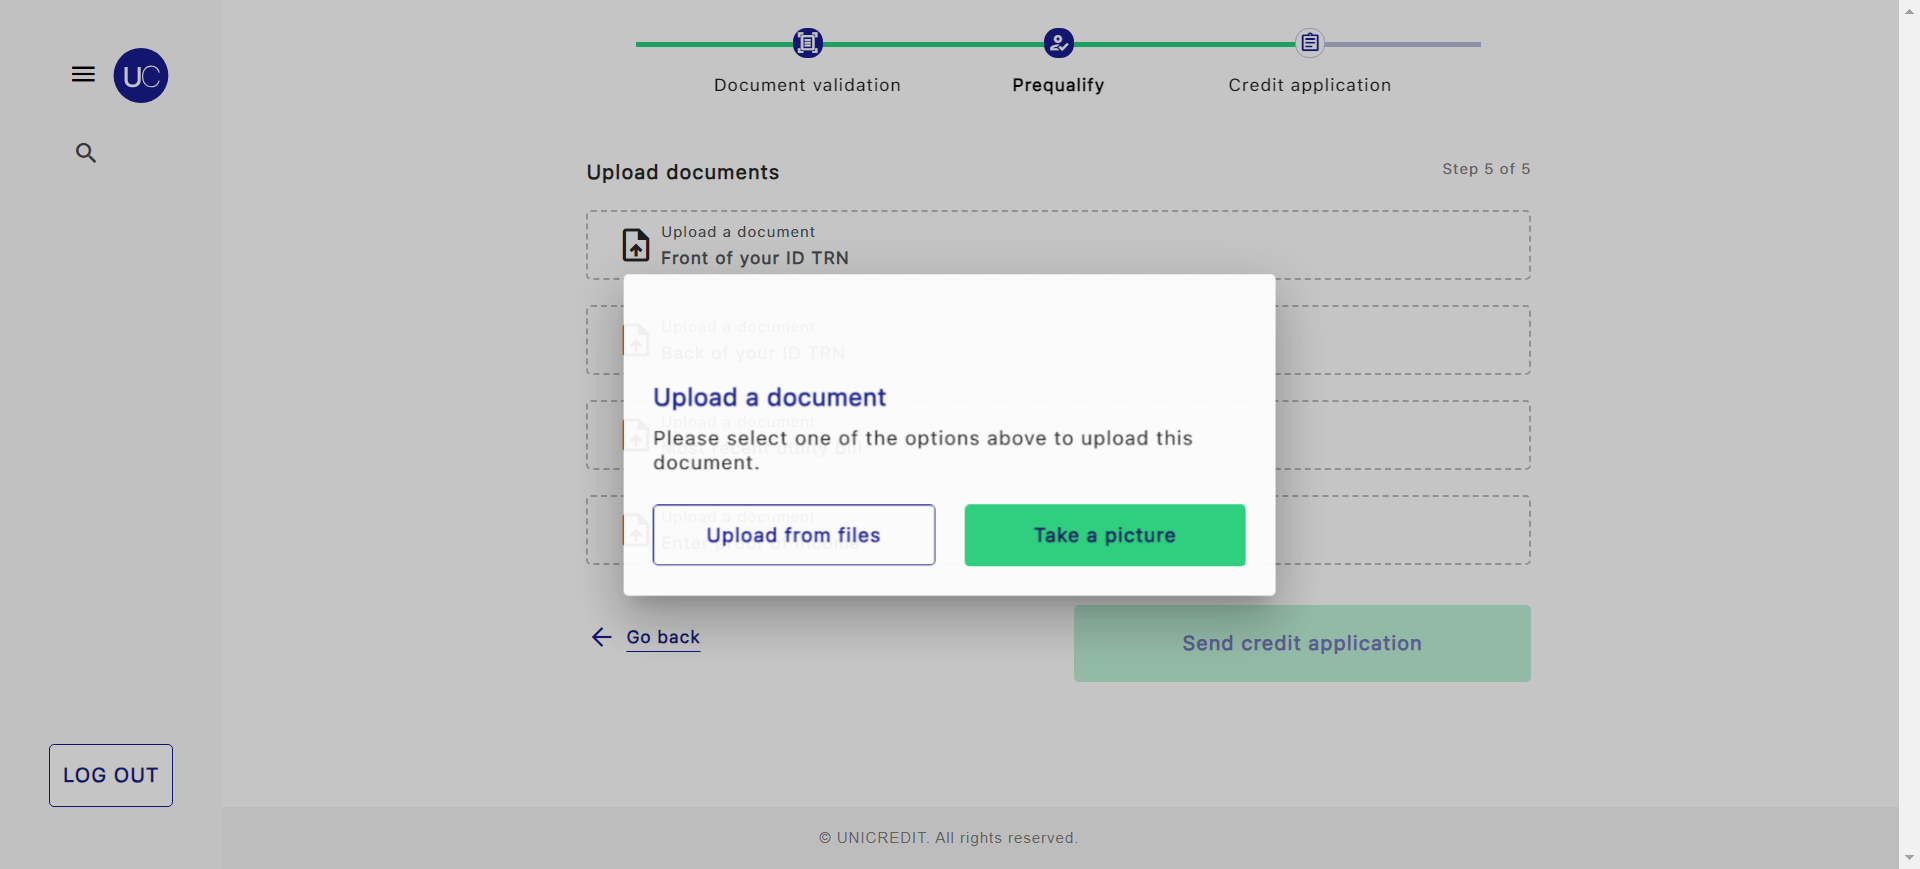 UC
Document validation
Prequalify
Credit application
Upload documents
Step 5 of 5
Upload a document
Front of your ID TRN
Upload a document
Back of your ID TRN
Upload a document
Most recent utility bill
Upload a document
Enter proof of income
Upload a document
Please select one of the options above to upload this
document.
Upload from files
Take a picture
Go back
Send credit application
LOG OUT
© UNICREDIT. All rights reserved.